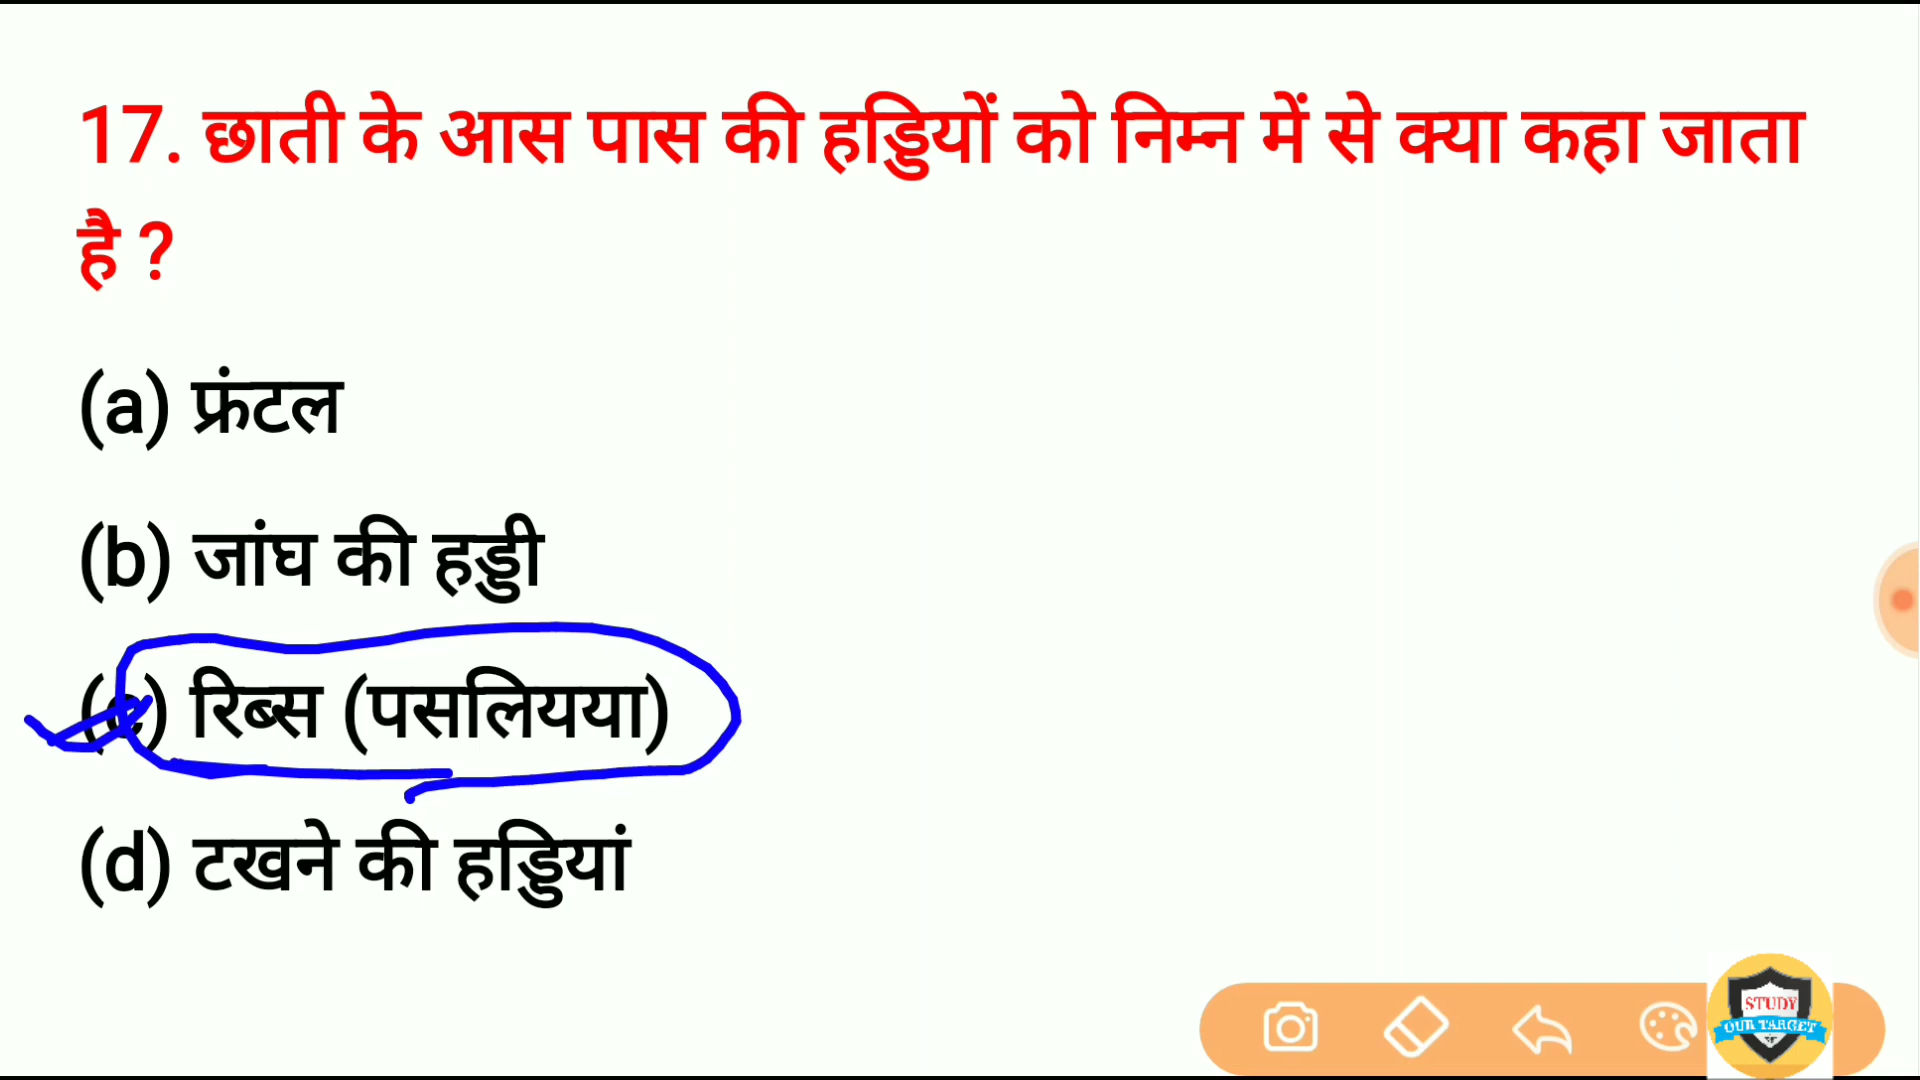 17. छाती के आस पास की हड्डियों को निम्न में से क्या कहा जाता
है ?
(a) फ्रंटल
(b) जांघ की हड्डी
(c) रिब्स (पसलियया)
(d) टखने की हड्डियां
STUDY
OUR TARGET